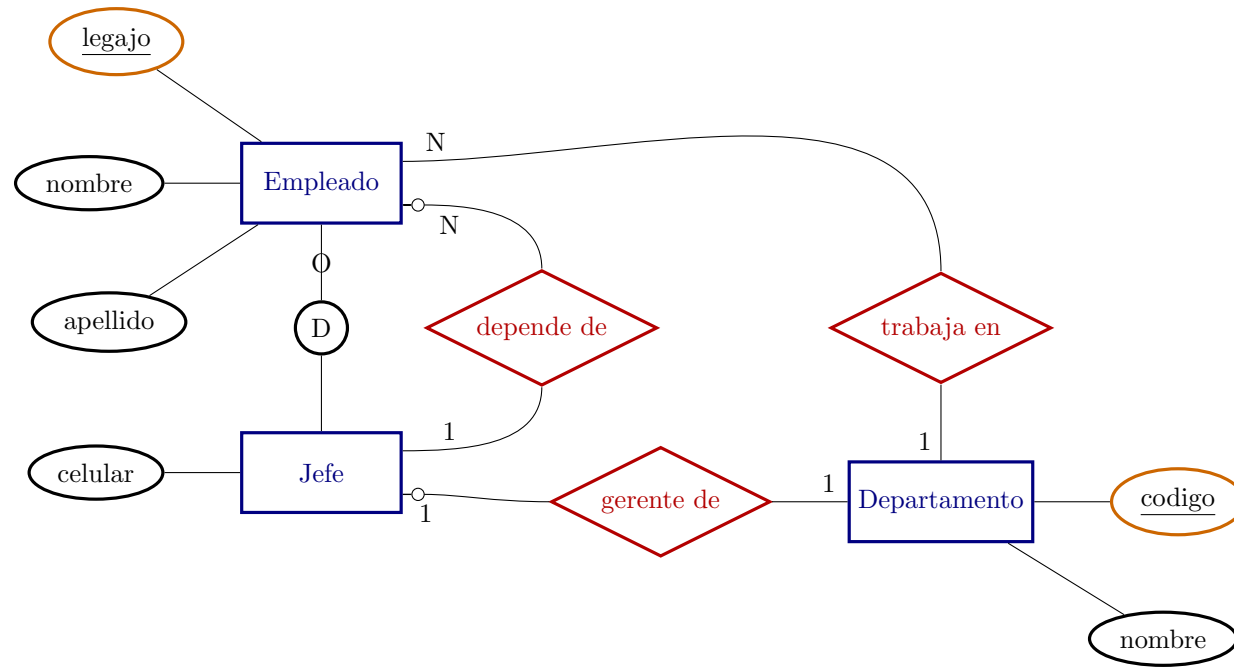 legajo
N
nombre
Empleado
N
O
apellido
D
depende de
trabaja en
1
1
celular
Jefe
1
gerente de
1
Departamento
codigo
nombre